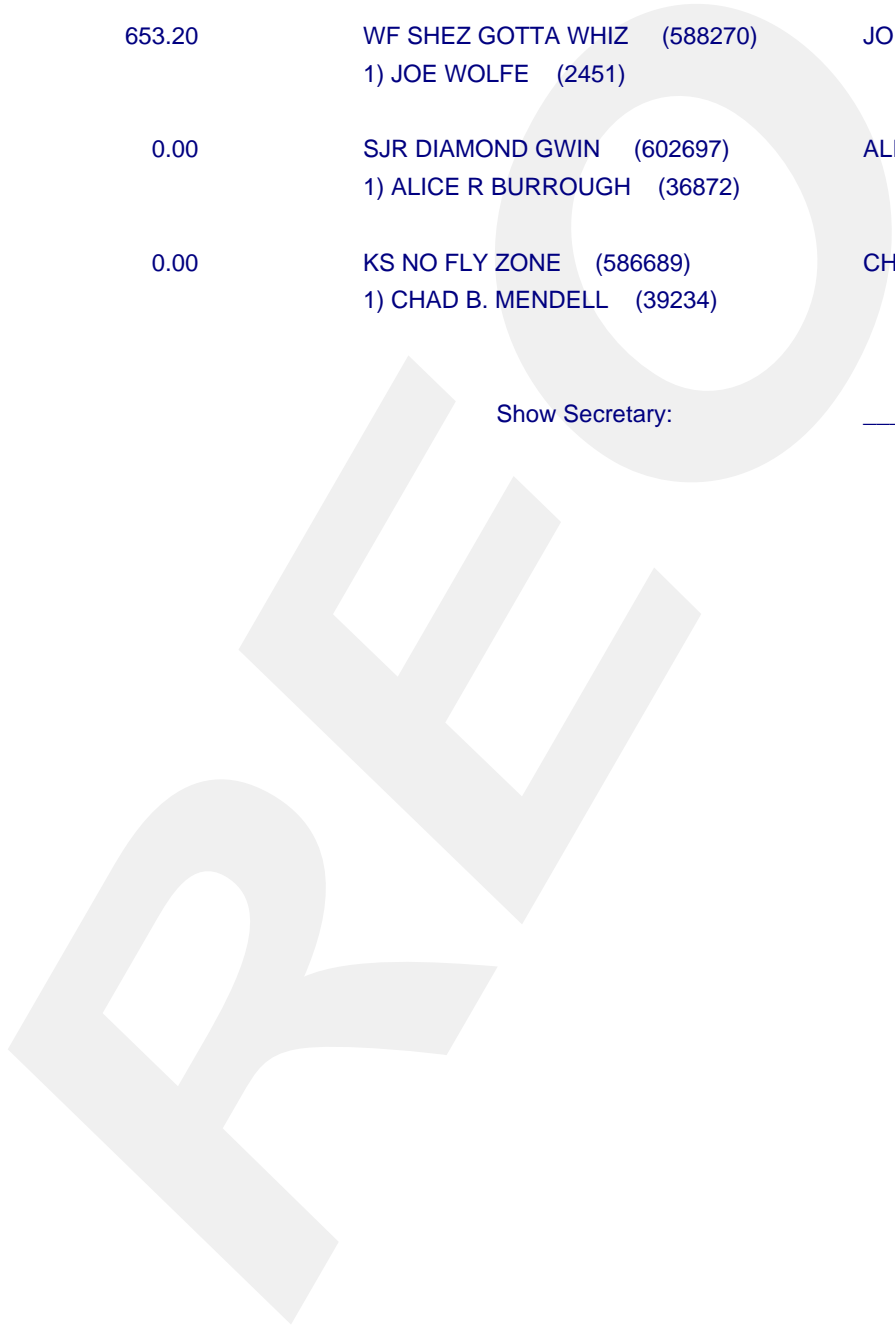 653.20 WF SHEZ GOTTA WHIZ (588270) JO
1) JOE WOLFE (2451)
0.00 SJR DIAMOND GWIN (602697) AL
1) ALICE R BURROUGH (36872)
0.00 KS NO FLY ZONE (586689) CH
1) CHAD B. MENDELL (39234)
Show Secretary: __
REO